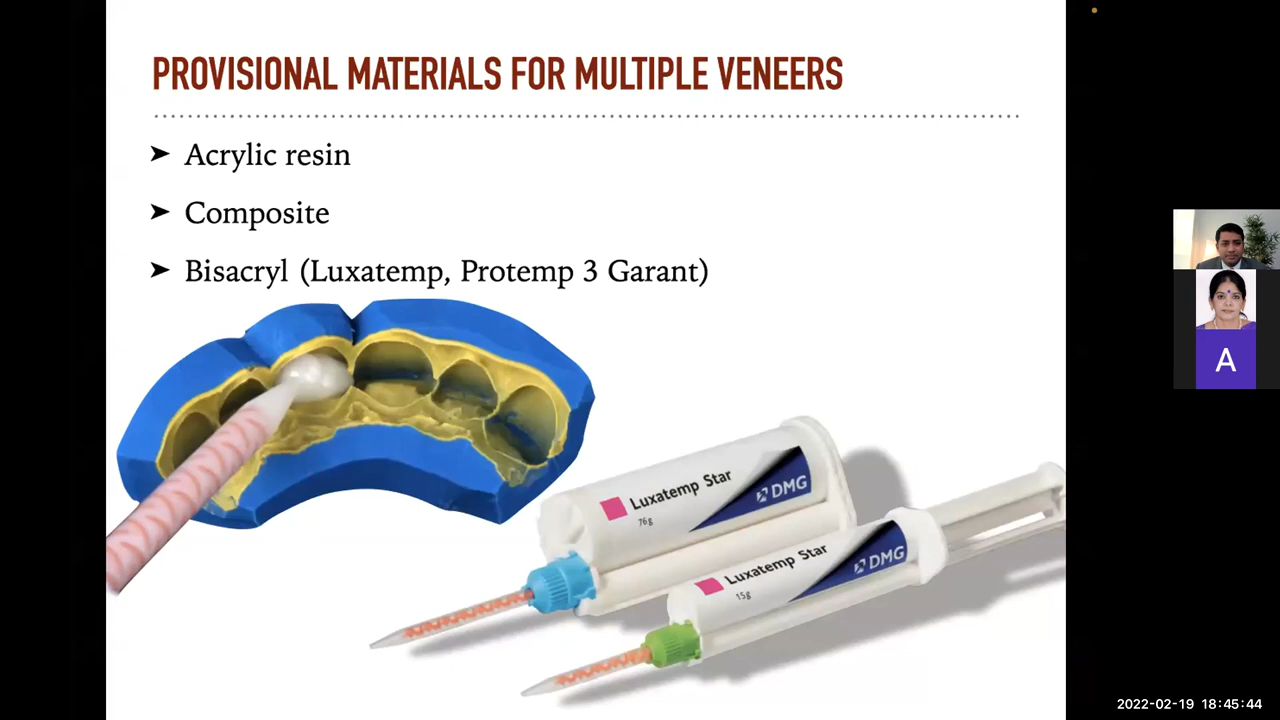 PROVISIONAL MATERIALS FOR MULTIPLE VENEERS
➤ Acrylic resin
➤ Composite
➤ Bisacryl (Luxatemp, Protemp 3 Garant)
Luxatemp Star
DMG
76g
Luxatemp Star
DMG
15g
A
2022-02-19 18:45:44